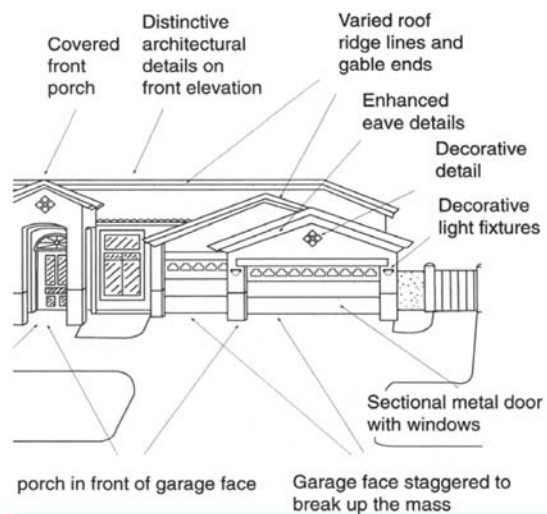 Covered
front
porch
Distinctive
architectural
details on
front elevation
Varied roof
ridge lines and
gable ends
Enhanced
eave details
Decorative
detail
Decorative
light fixtures
Sectional metal door
with windows
porch in front of garage face
Garage face staggered to
break up the mass